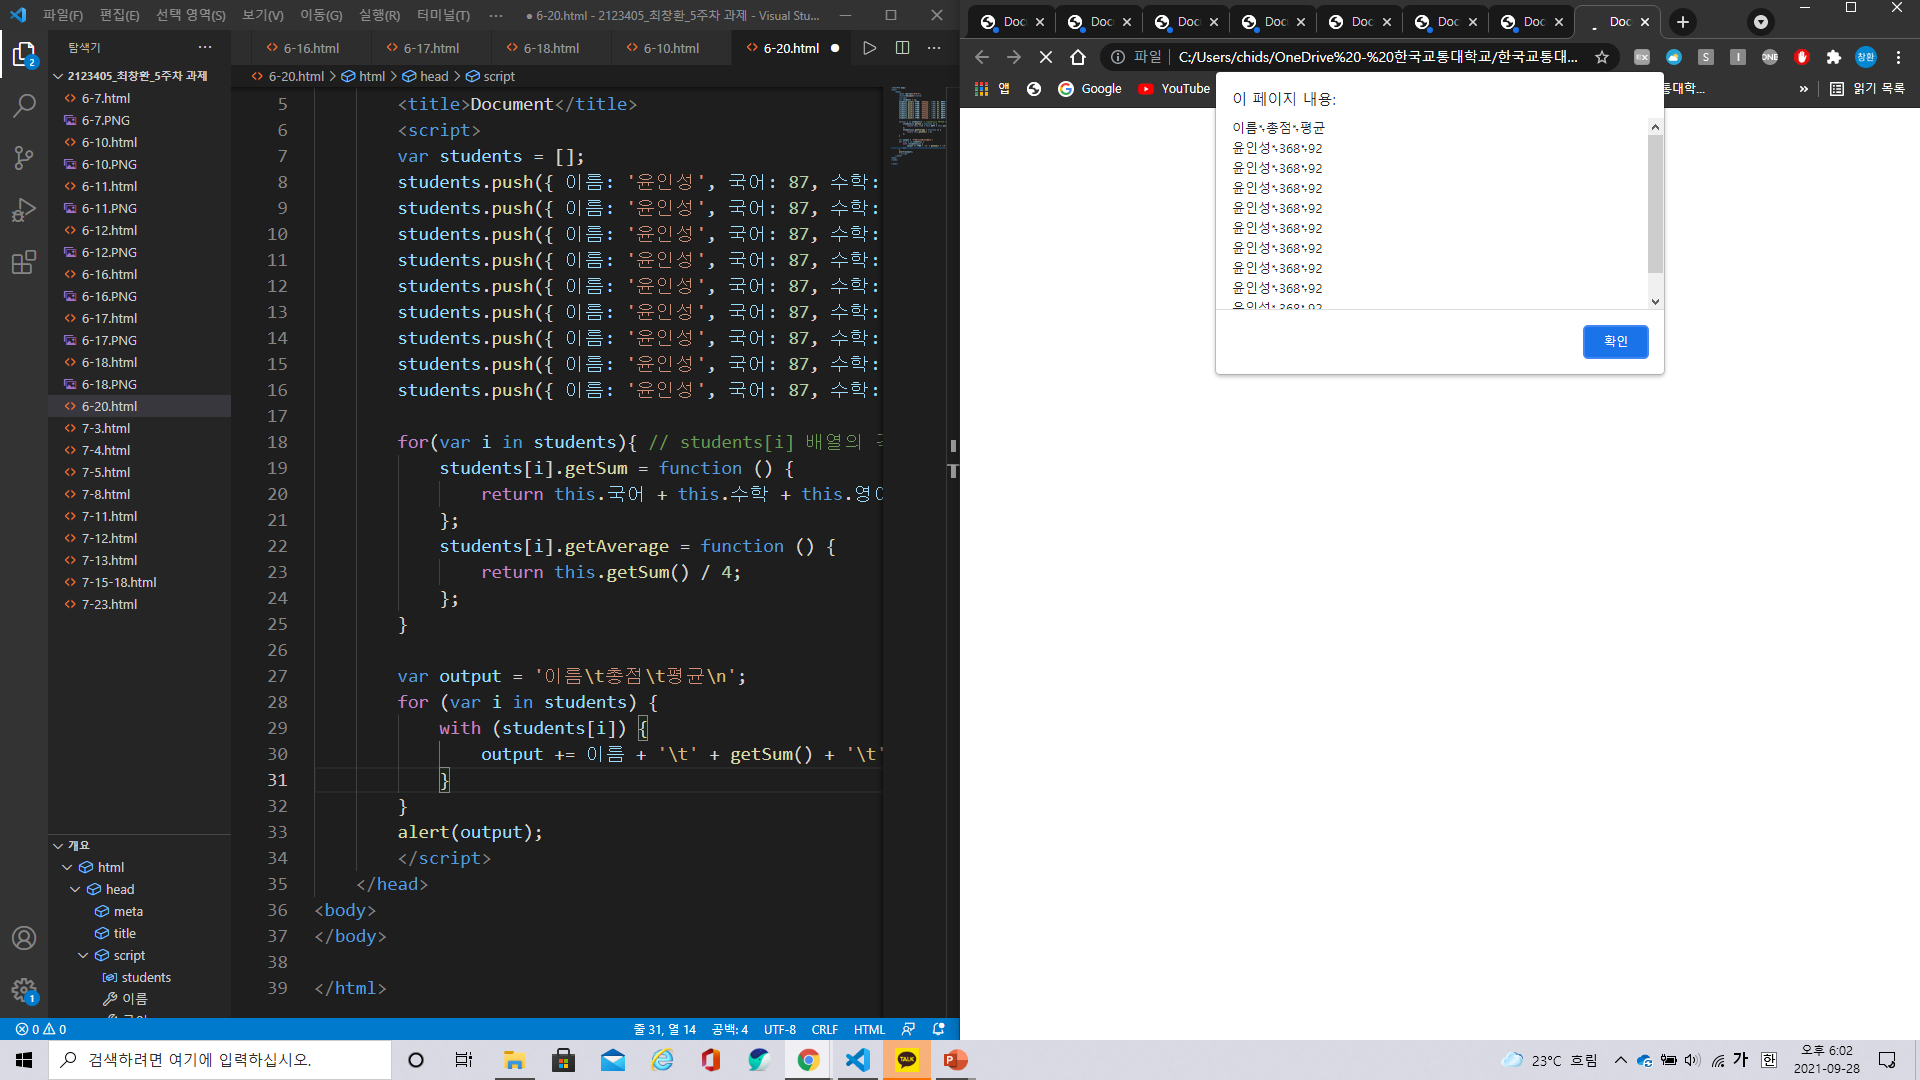 파일(F) 편집(E) 선택 영역(S) 보기(V) 이동(G) 실행(R) 터미널(T) ··· ● 6-20.html - 2123405_최창환_5주차 과제 - Visual Stu...
탐색기 ···
2123405_최창환_5주차 과제
6-7.html
6-7.PNG
6-10.html
6-10.PNG
6-11.html
6-11.PNG
6-12.html
6-12.PNG
6-16.html
6-16.PNG
6-17.html
6-17.PNG
6-18.html
6-18.PNG
6-20.html
7-3.html
7-4.html
7-5.html
7-8.html
7-11.html
7-12.html
7-13.html
7-15-18.html
7-23.html
개요
html
head
meta
title
script
students
이름
6-16.html 6-17.html 6-18.html 6-10.html 6-20.html ●
6-20.html > html > head > script
5 <title>Document</title>
6 <script>
7 var students = [];
8 students.push({ 이름: '윤인성', 국어: 87, 수학:
9 students.push({ 이름: '윤인성', 국어: 87, 수학:
10 students.push({ 이름: '윤인성', 국어: 87, 수학:
11 students.push({ 이름: '윤인성', 국어: 87, 수학:
12 students.push({ 이름: '윤인성', 국어: 87, 수학:
13 students.push({ 이름: '윤인성', 국어: 87, 수학:
14 students.push({ 이름: '윤인성', 국어: 87, 수학:
15 students.push({ 이름: '윤인성', 국어: 87, 수학:
16 students.push({ 이름: '윤인성', 국어: 87, 수학:
17
18 for(var i in students){ // students[i] 배열의
19 students[i].getSum = function () {
20 return this.국어 + this.수학 + this.영어
21 };
22 students[i].getAverage = function () {
23 return this.getSum() / 4;
24 };
25 }
26
27 var output = '이름\t총점\t평균\n';
28 for (var i in students) {
29 with (students[i]) {
30 output += 이름 + '\t' + getSum() + '\t'
31 }
32 }
33 alert(output);
34 </script>
35 </head>
36 <body>
37 </body>
38
39 </html>
0 0 줄 31, 열 14 공백: 4 UTF-8 CRLF HTML
Doc Doc Doc Doc Doc Doc Doc Doc
파일 | C:/Users/chids/OneDrive%20-%20한국교통대학교/한국교통대...
앱 Google YouTube 통대학... » 읽기 목록
이 페이지 내용:
이름 총점 평균
윤인성 368 92
윤인성 368 92
윤인성 368 92
윤인성 368 92
윤인성 368 92
윤인성 368 92
윤인성 368 92
윤인성 368 92
윤인성 368 92
확인
검색하려면 여기에 입력하십시오.
TALK
23°C 흐림 가 한 오후 6:02
2021-09-28